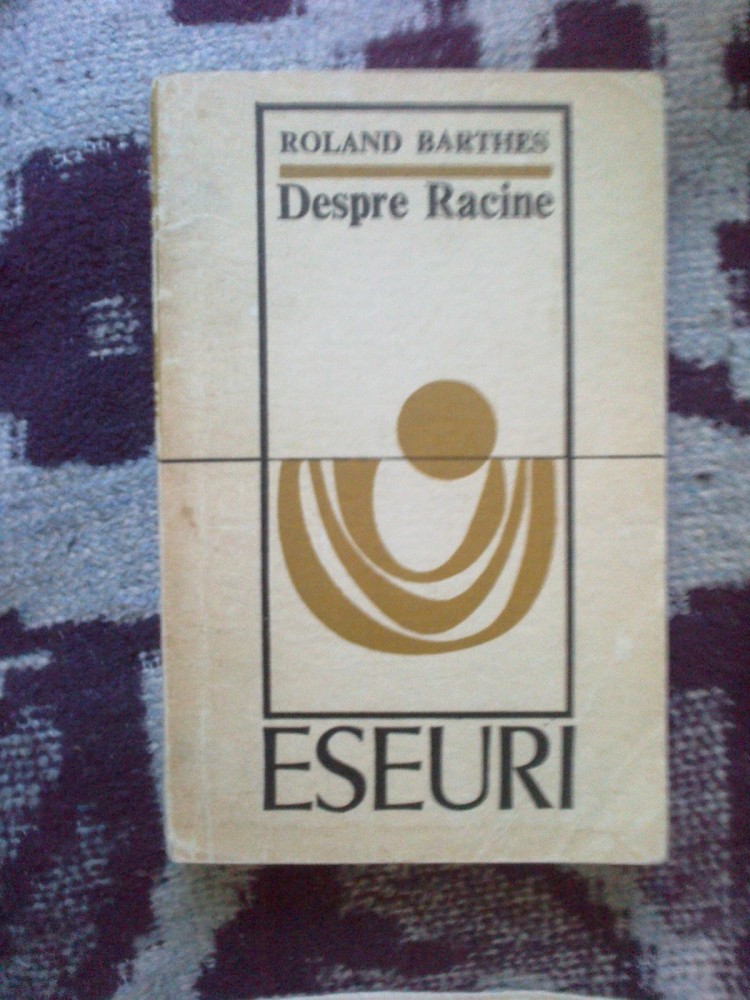 ROLAND BARTHES
Despre Racine
ESEURI